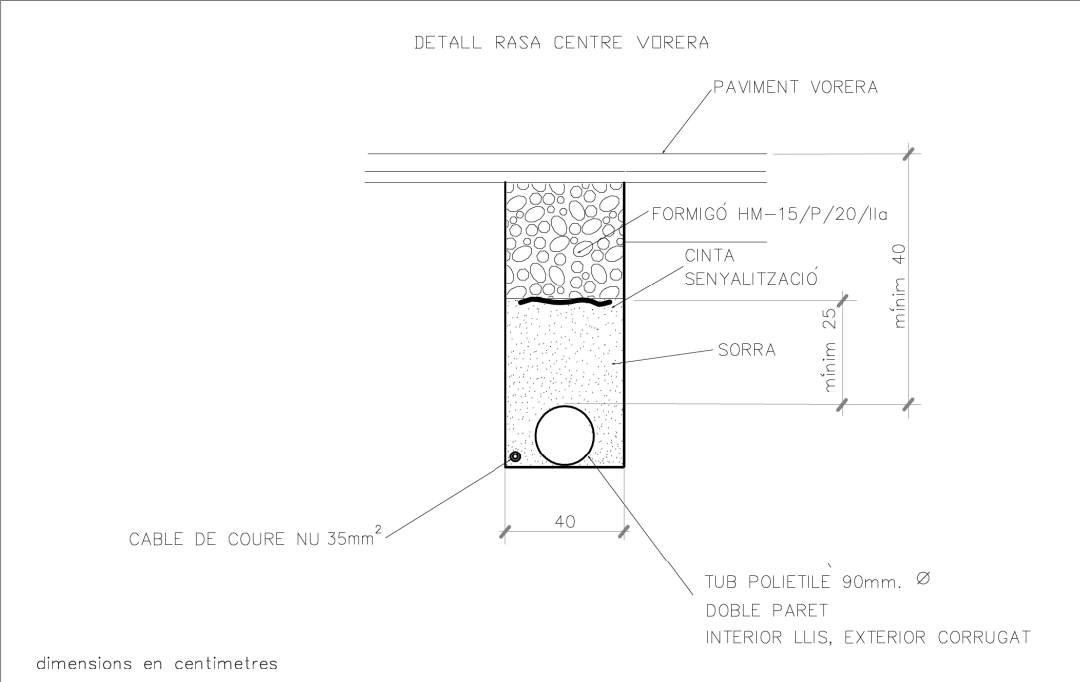 DETALL RASA CENTRE VORERA
PAVIMENT VORERA
FORMIGÓ HM-15/P/20/IIa
CINTA
SENYALITZACIÓ
mínim 40
mínim 25
SORRA
40
CABLE DE COURE NU 35mm²
TUB POLIETILÈ 90mm. Ø
DOBLE PARET
INTERIOR LLIS, EXTERIOR CORRUGAT
dimensions en centimetres